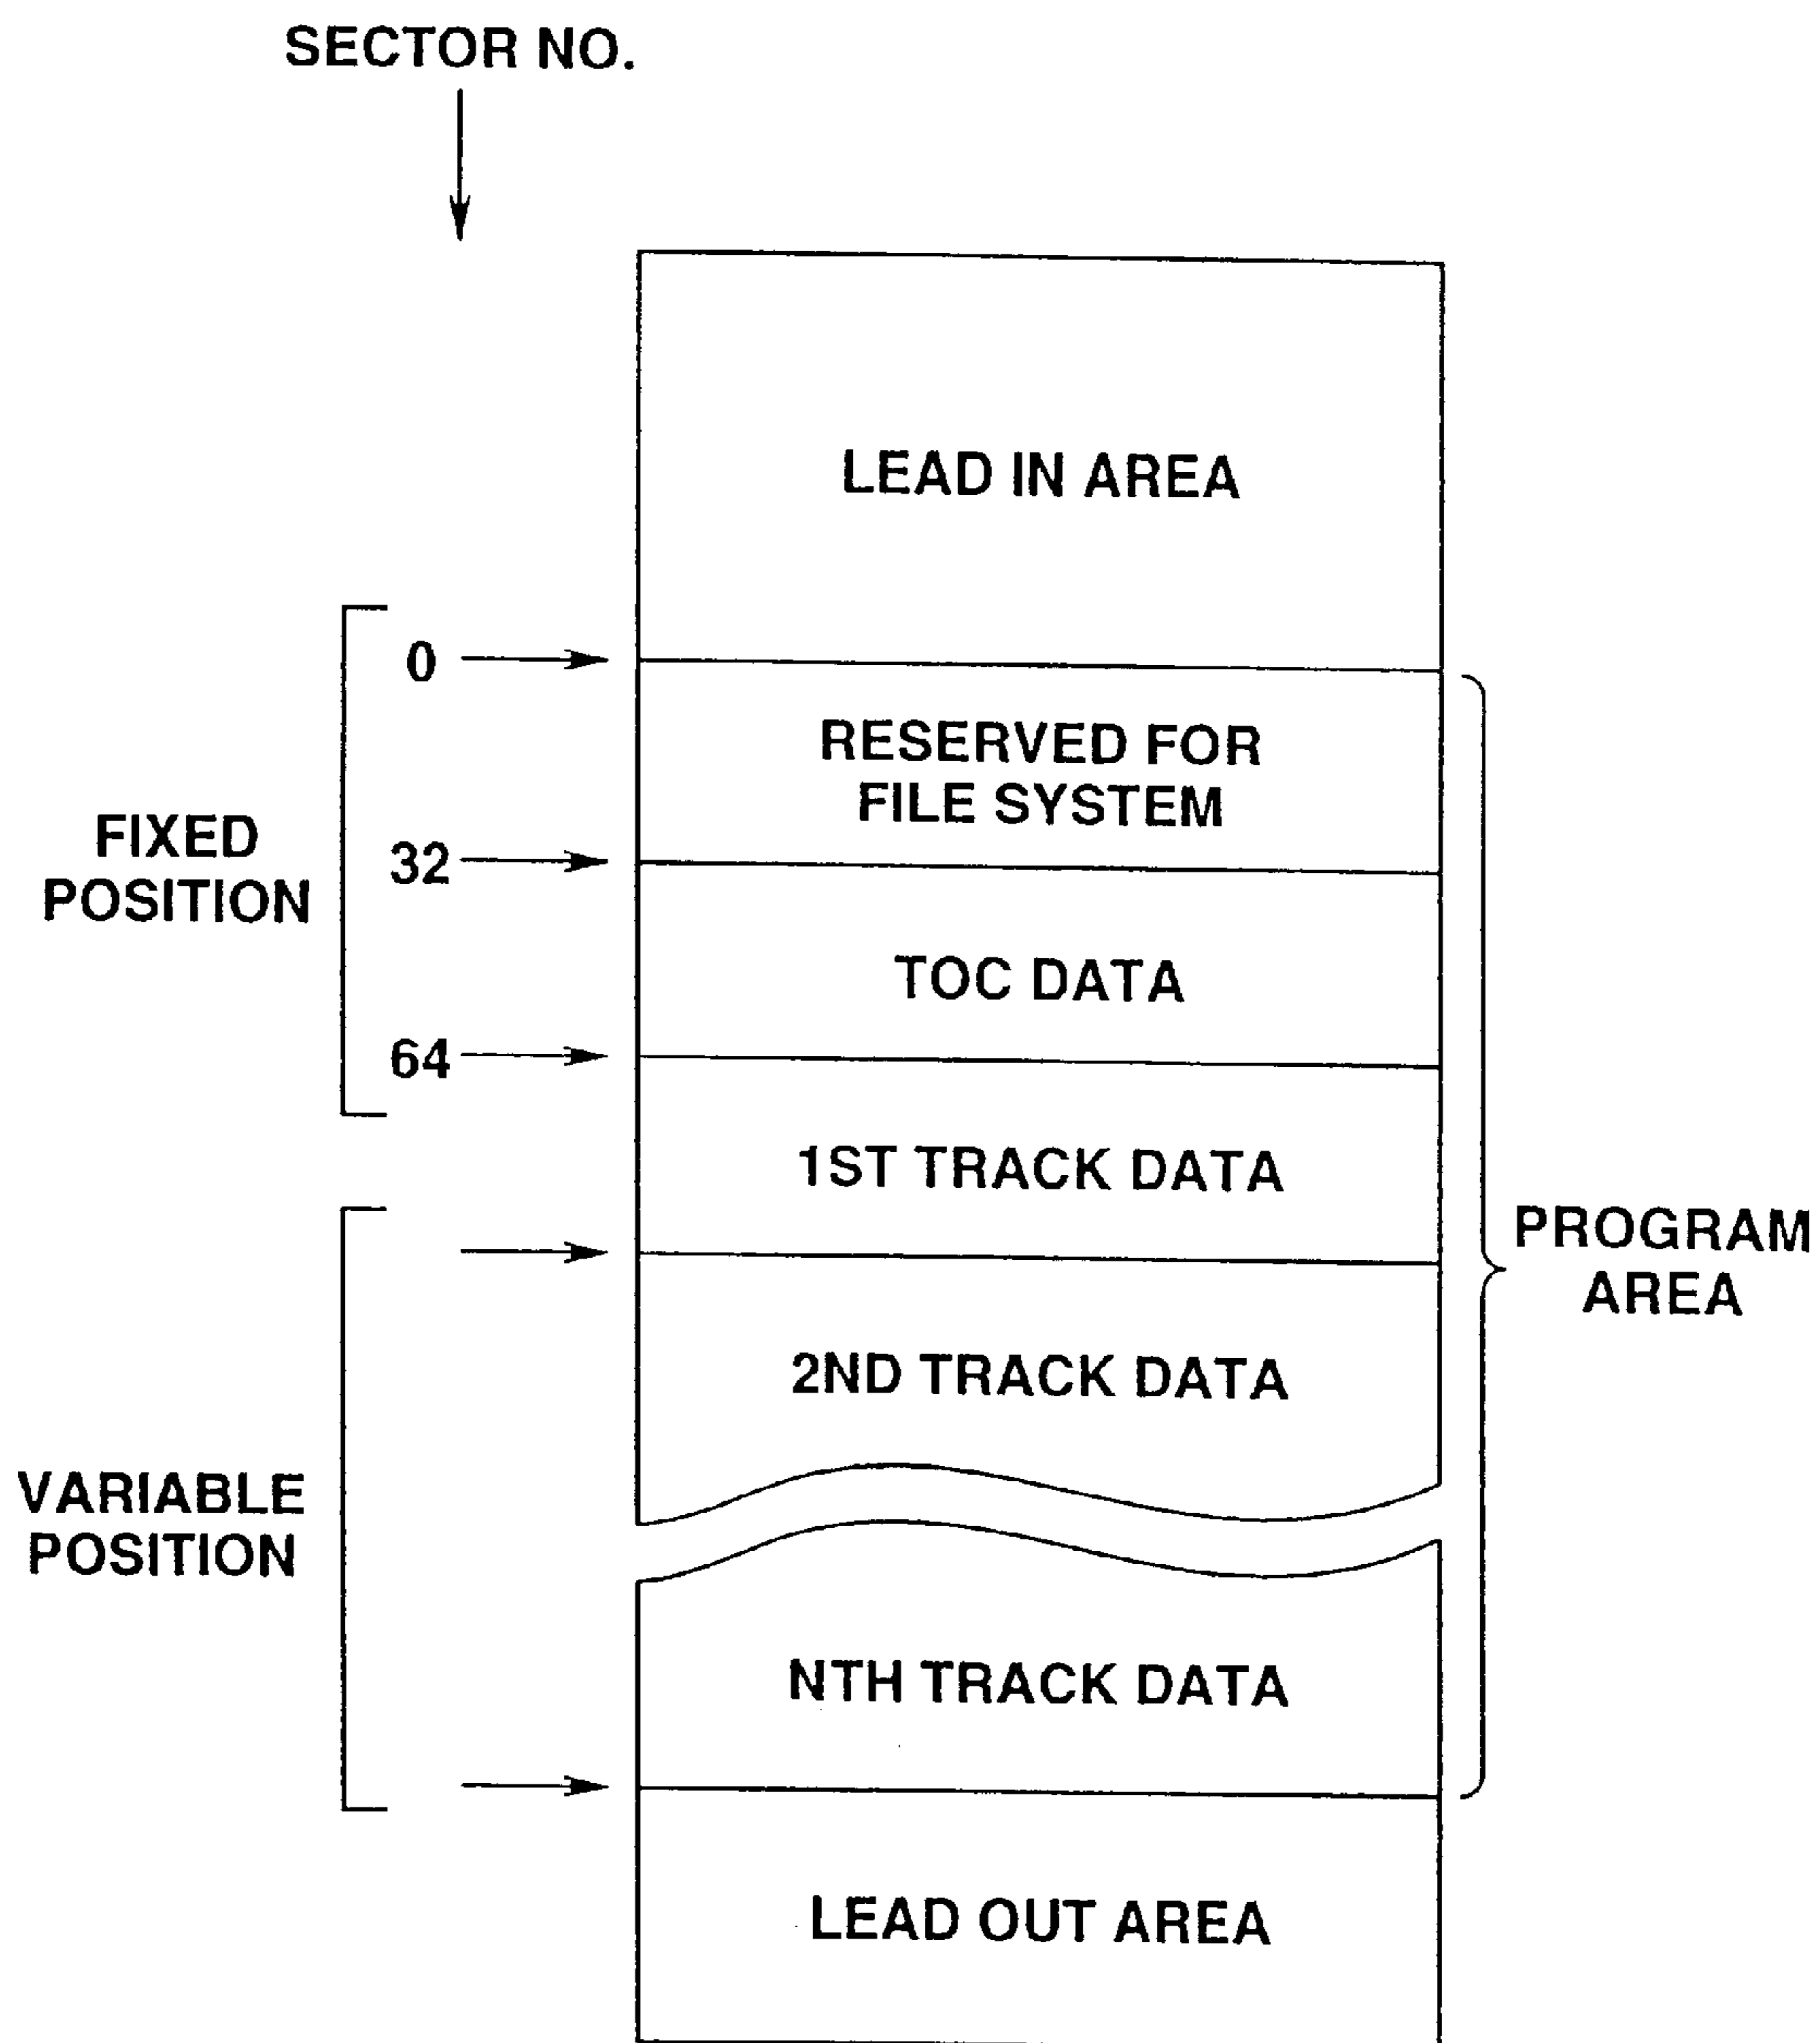 SECTOR NO.
LEAD IN AREA
0
RESERVED FOR
FILE SYSTEM
FIXED
POSITION
32
TOC DATA
64
1ST TRACK DATA
PROGRAM
AREA
2ND TRACK DATA
VARIABLE
POSITION
NTH TRACK DATA
LEAD OUT AREA